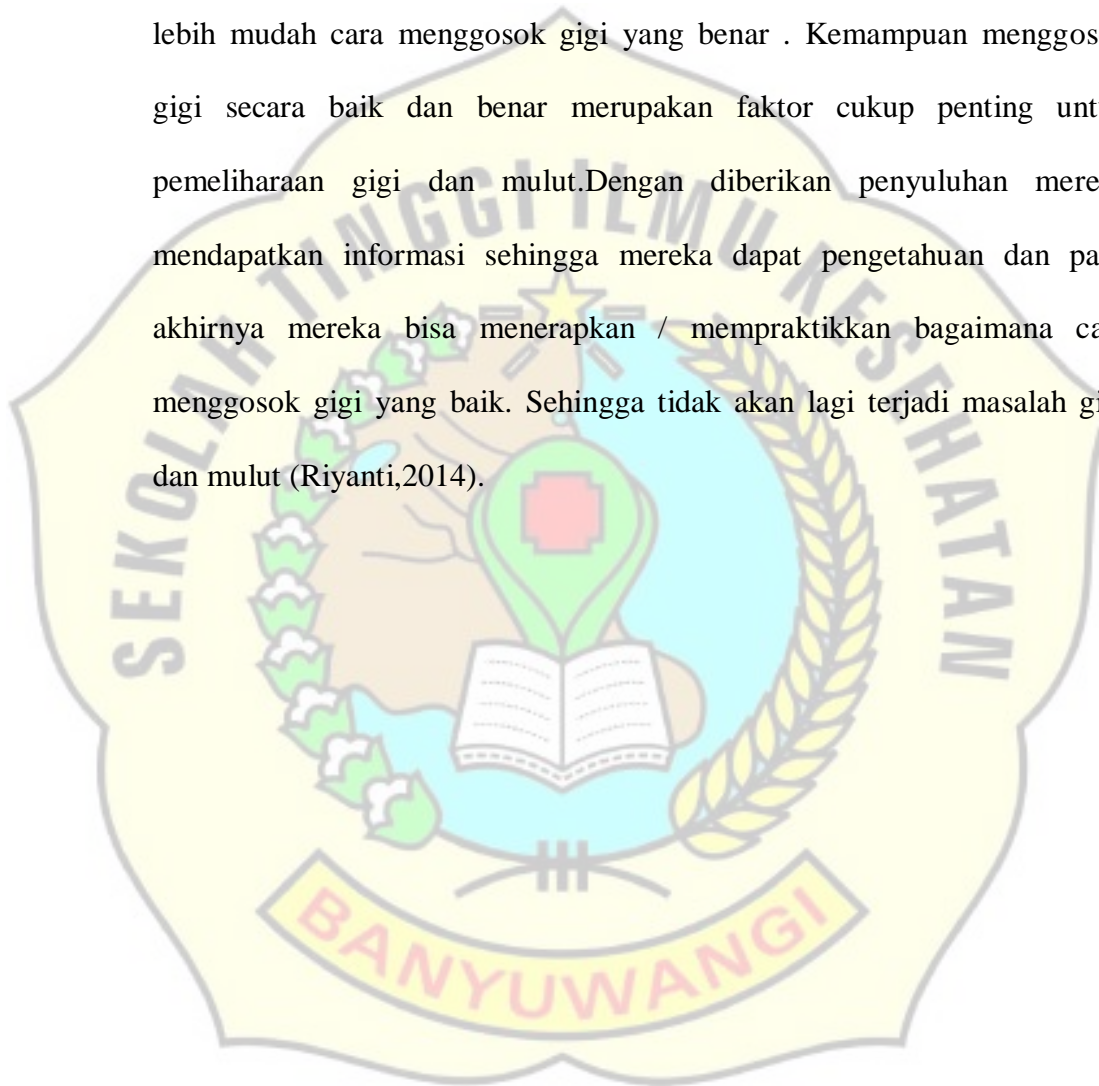 lebih mudah cara menggosok gigi yang benar . Kemampuan menggos
gigi secara baik dan benar merupakan faktor cukup penting unt
pemeliharaan gigi dan mulut.Dengan diberikan penyuluhan mere
mendapatkan informasi sehingga mereka dapat pengetahuan dan pa
akhirnya mereka bisa menerapkan / mempraktikkan bagaimana ca
menggosok gigi yang baik. Sehingga tidak akan lagi terjadi masalah gi
dan mulut (Riyanti,2014).
SEKOLAH TINGGI ILMU KESEHATAN
BANYUWANGI